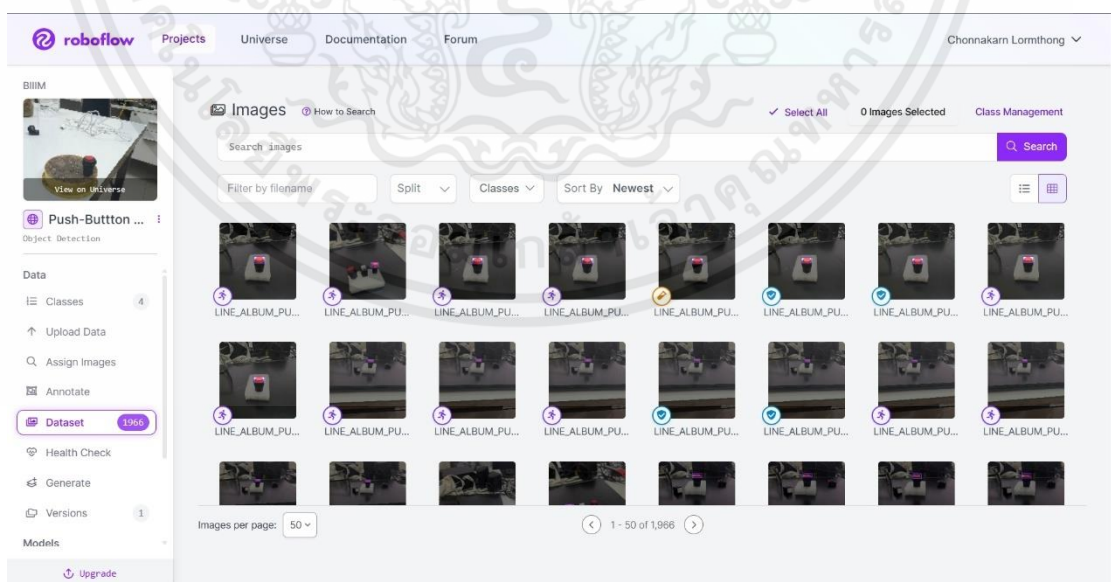 roboflow Projects Universe Documentation Forum Chonnakarn Lormthong
BIIIM
View on Universe
Push-Buttton ...
Object Detection
Data
Classes 4
Upload Data
Assign Images
Annotate
Dataset 1966
Health Check
Generate
Versions 1
Models
Upgrade
Images How to Search Select All 0 Images Selected Class Management
Search images Search
Filter by filename Split Classes Sort By Newest
LINE_ALBUM_PU... LINE_ALBUM_PU... LINE_ALBUM_PU... LINE_ALBUM_PU... LINE_ALBUM_PU... LINE_ALBUM_PU... LINE_ALBUM_PU... LINE_ALBUM_PU...
LINE_ALBUM_PU... LINE_ALBUM_PU... LINE_ALBUM_PU... LINE_ALBUM_PU... LINE_ALBUM_PU... LINE_ALBUM_PU... LINE_ALBUM_PU... LINE_ALBUM_PU...
Images per page: 50 1 - 50 of 1,966